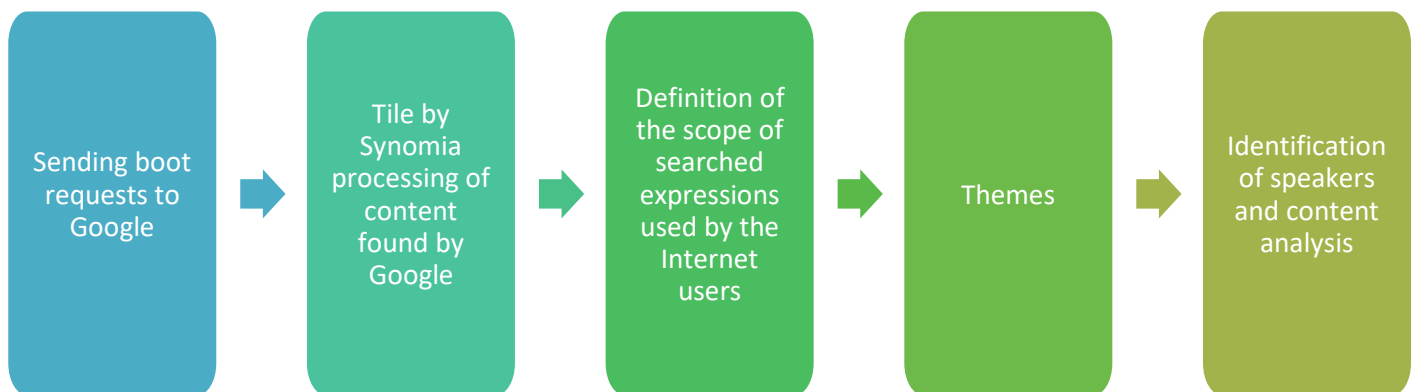 Sending boot
requests to
Google
Tile by
Synomia
processing of
content
found by
Google
Definition of
the scope of
searched
expressions
used by the
Internet
users
Themes
Identification
of speakers
and content
analysis